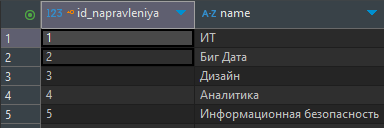 id_napravleniya A-Z name
1 1 ИТ
2 2 Биг Дата
3 3 Дизайн
4 4 Аналитика
5 5 Информационная безопасность